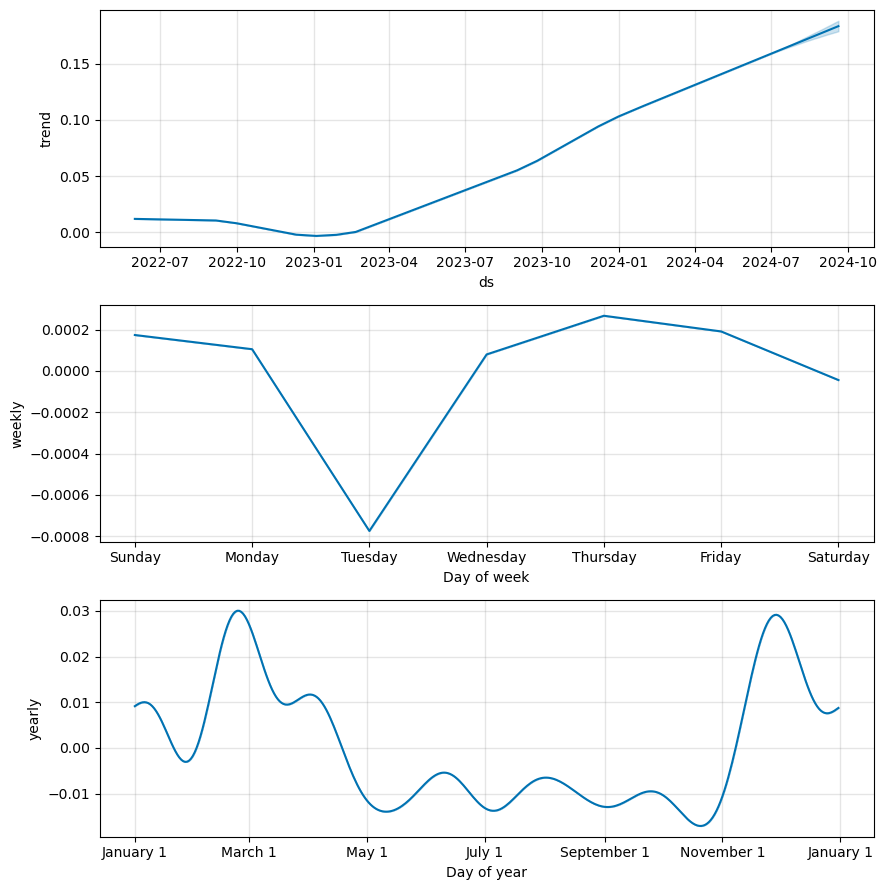 0.15
0.10
0.05
0.00
trend
2022-07 2022-10 2023-01 2023-04 2023-07 2023-10 2024-01 2024-04 2024-07 2024-10
ds
0.0002
0.0000
−0.0002
−0.0004
−0.0006
−0.0008
weekly
Sunday Monday Tuesday Wednesday Thursday Friday Saturday
Day of week
0.03
0.02
0.01
0.00
−0.01
yearly
January 1 March 1 May 1 July 1 September 1 November 1 January 1
Day of year